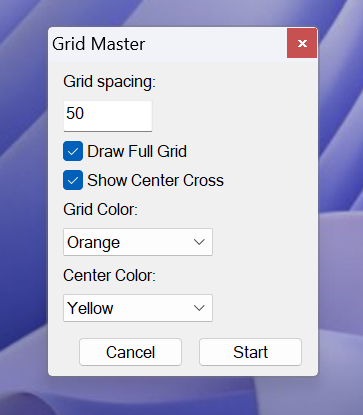 Grid Master
Grid spacing:
50
Draw Full Grid
Show Center Cross
Grid Color:
Orange
Center Color:
Yellow
Cancel Start